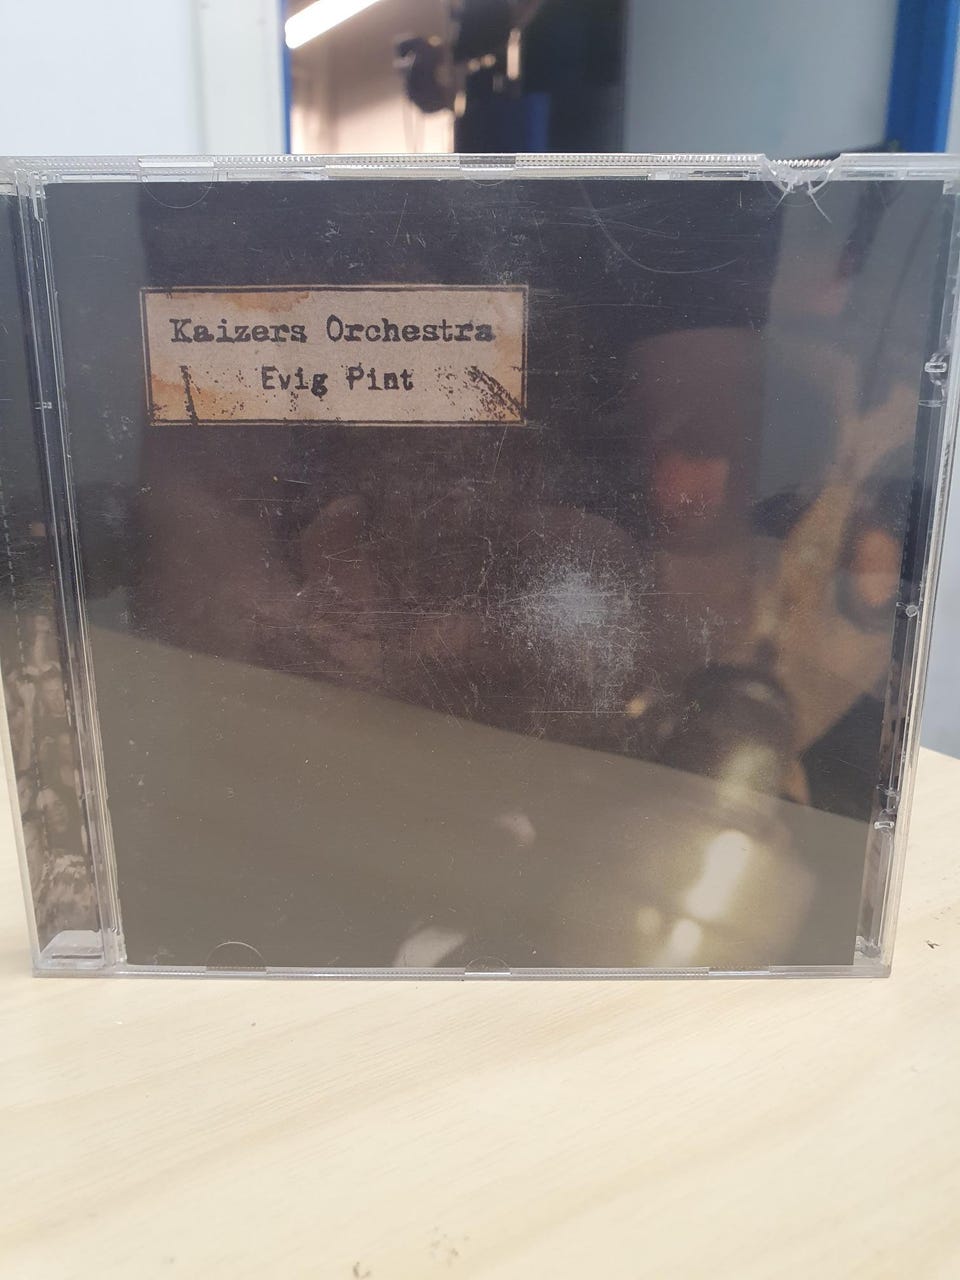 Kaizers Orchestra
Evig Pint